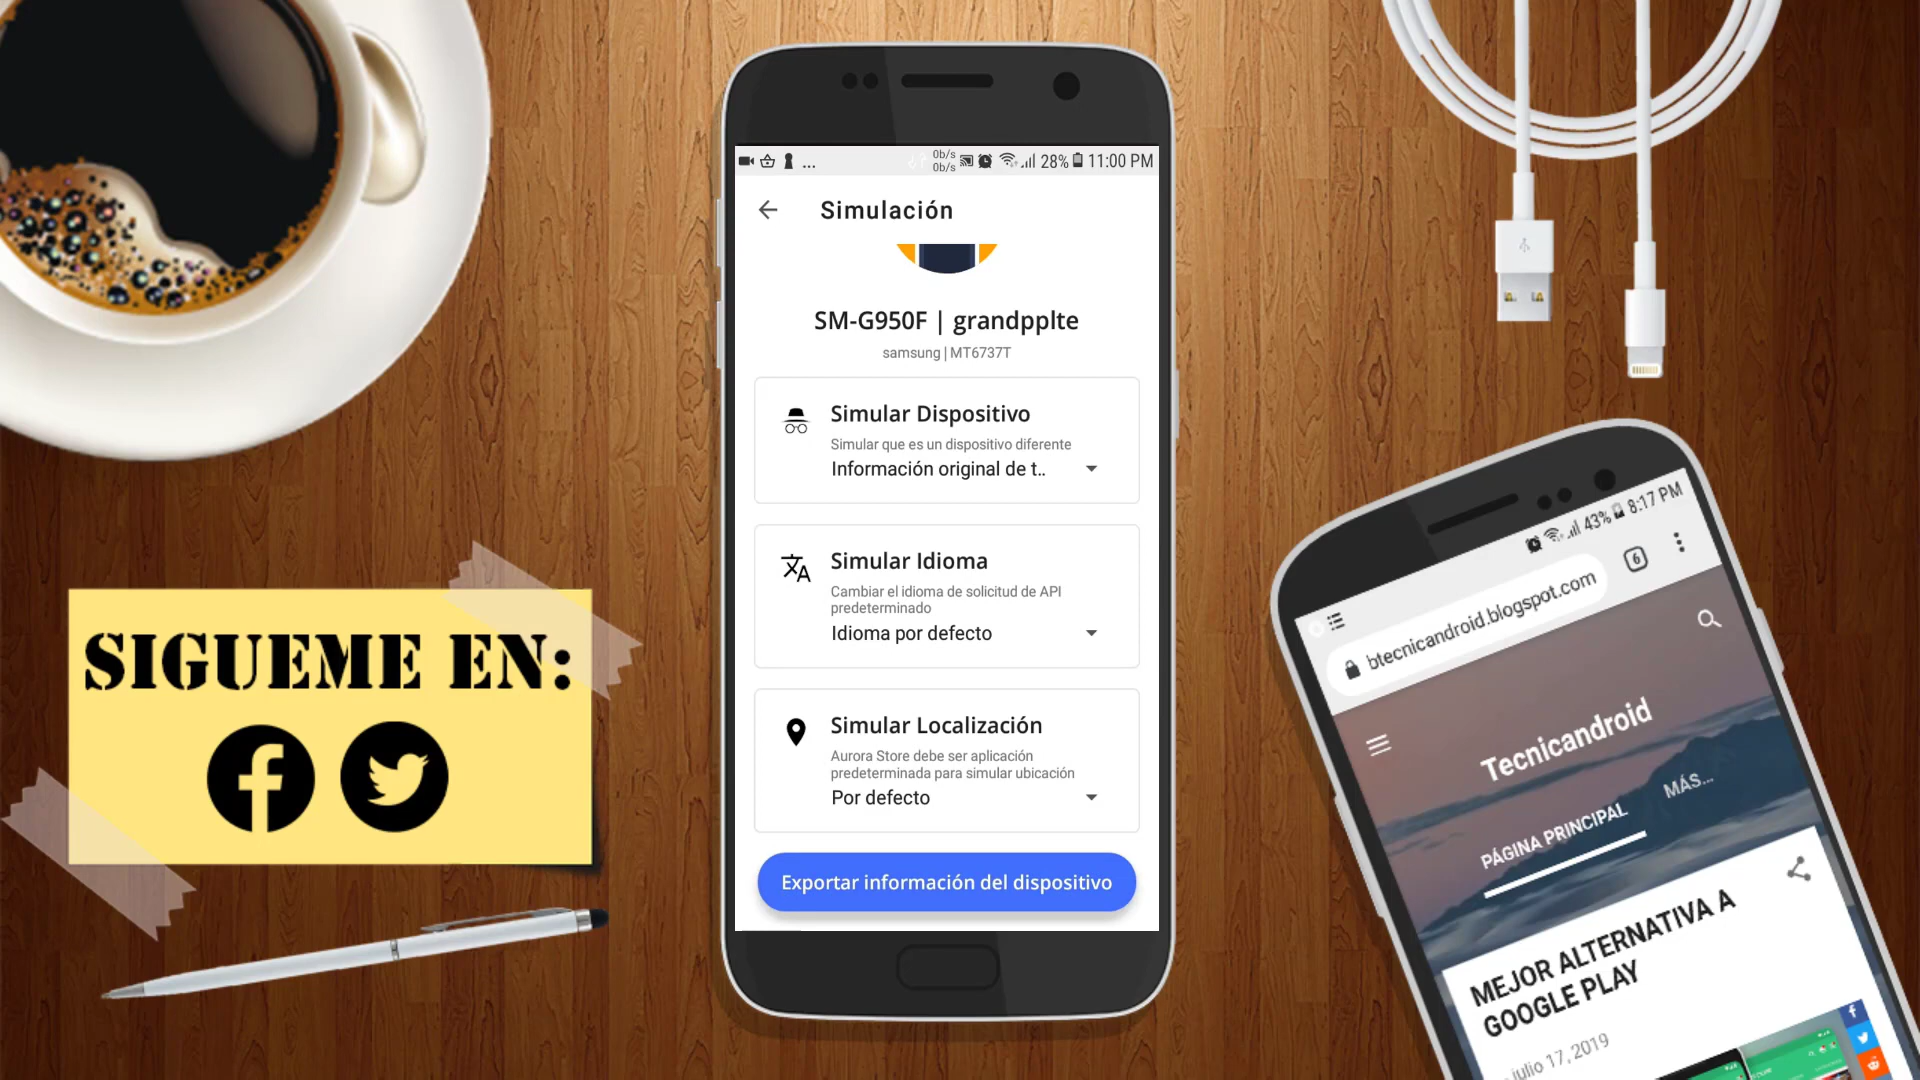 0b/s
0b/s
28%
11:00 PM
Simulación
SM-G950F | grandpplte
samsung | MT6737T
Simular Dispositivo
Simular que es un dispositivo diferente
Información original de t..
Simular Idioma
Cambiar el idioma de solicitud de API
predeterminado
Idioma por defecto
Simular Localización
Aurora Store debe ser aplicación
predeterminada para simular ubicación
Por defecto
Exportar información del dispositivo
SIGUEME EN:
43% 8:17 PM
btecnicandroid.blogspot.com
6
Tecnicandroid
PÁGINA PRINCIPAL
MÁS...
MEJOR ALTERNATIVA A
GOOGLE PLAY
julio 17, 2019